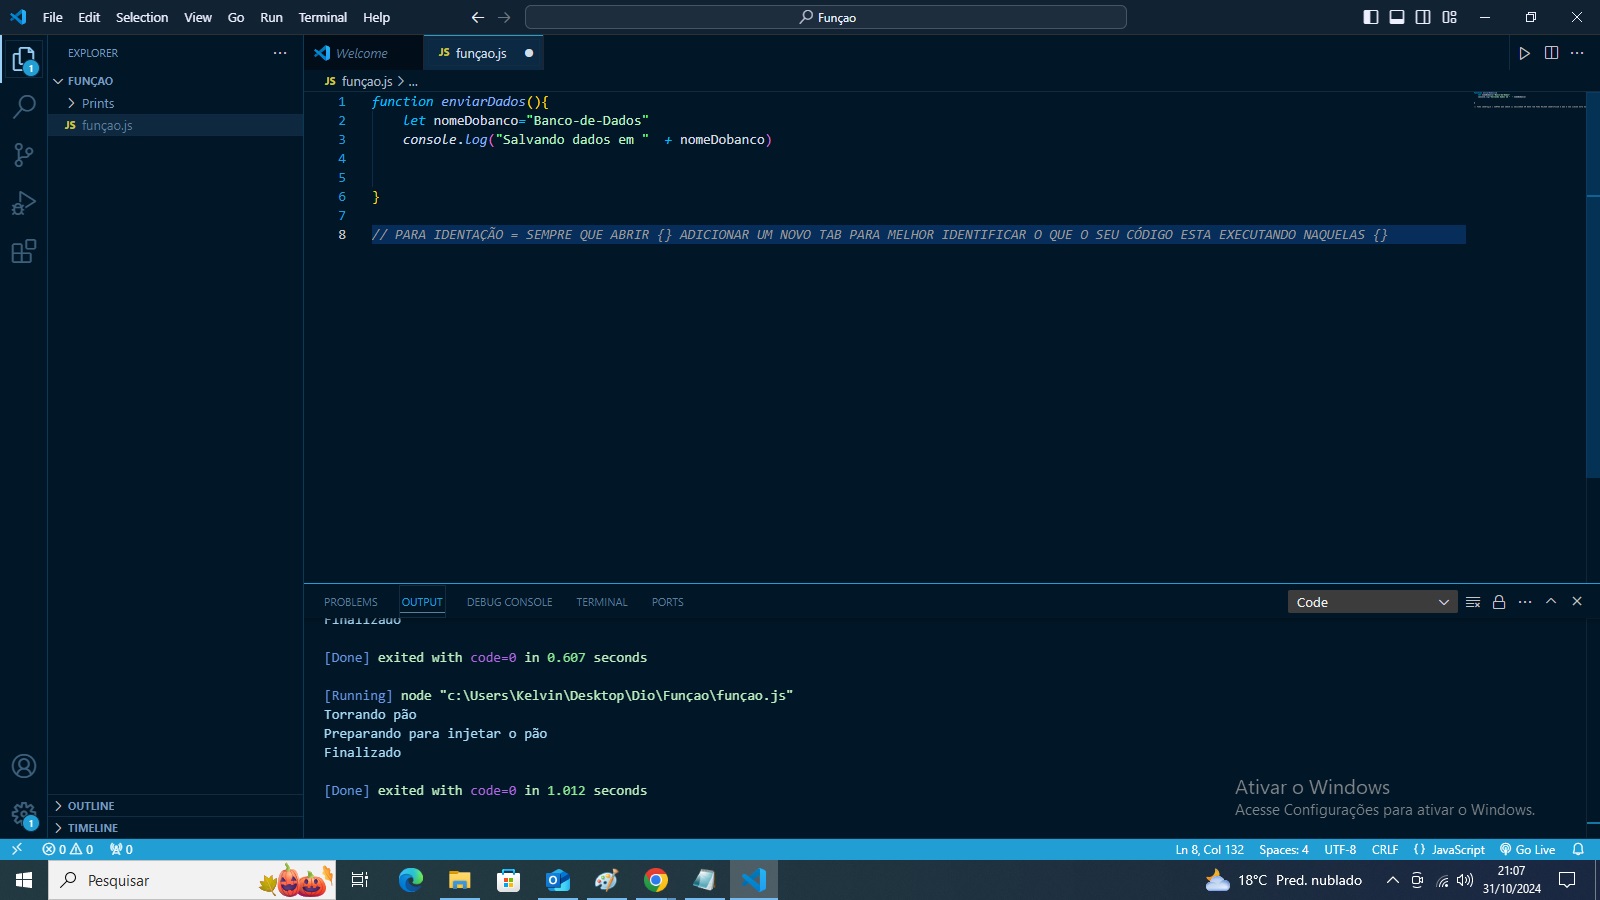 File Edit Selection View Go Run Terminal Help Funçao
EXPLORER
FUNÇAO
Prints
JS funçao.js
OUTLINE
TIMELINE
Welcome JS funçao.js
JS funçao.js > ...
1 function enviarDados(){
2 let nomeDobanco="Banco-de-Dados"
3 console.log("Salvando dados em "  + nomeDobanco)
4
5
6 }
7
8 // PARA IDENTAÇÃO = SEMPRE QUE ABRIR {} ADICIONAR UM NOVO TAB PARA MELHOR IDENTIFICAR O QUE O SEU CÓDIGO ESTA EXECUTANDO NAQUELAS {}
PROBLEMS OUTPUT DEBUG CONSOLE TERMINAL PORTS Code
Finalizado
[Done] exited with code=0 in 0.607 seconds
[Running] node "c:\Users\Kelvin\Desktop\Dio\Funçao\funçao.js"
Torrando pão
Preparando para injetar o pão
Finalizado
[Done] exited with code=0 in 1.012 seconds
Ativar o Windows
Acesse Configurações para ativar o Windows.
1
1
0 0 0 Ln 8, Col 132 Spaces: 4 UTF-8 CRLF {} JavaScript Go Live
Pesquisar 18°C Pred. nublado 21:07
31/10/2024